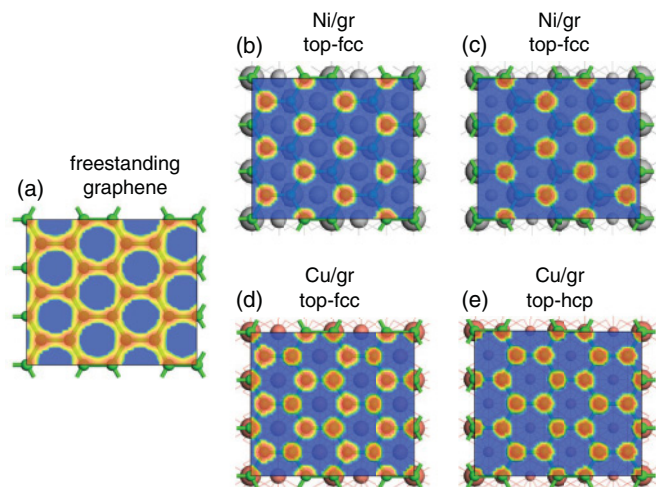 (b)
Ni/gr
top-fcc
(c)
Ni/gr
top-fcc
(a)
freestanding
graphene
(d)
Cu/gr
top-fcc
(e)
Cu/gr
top-hcp